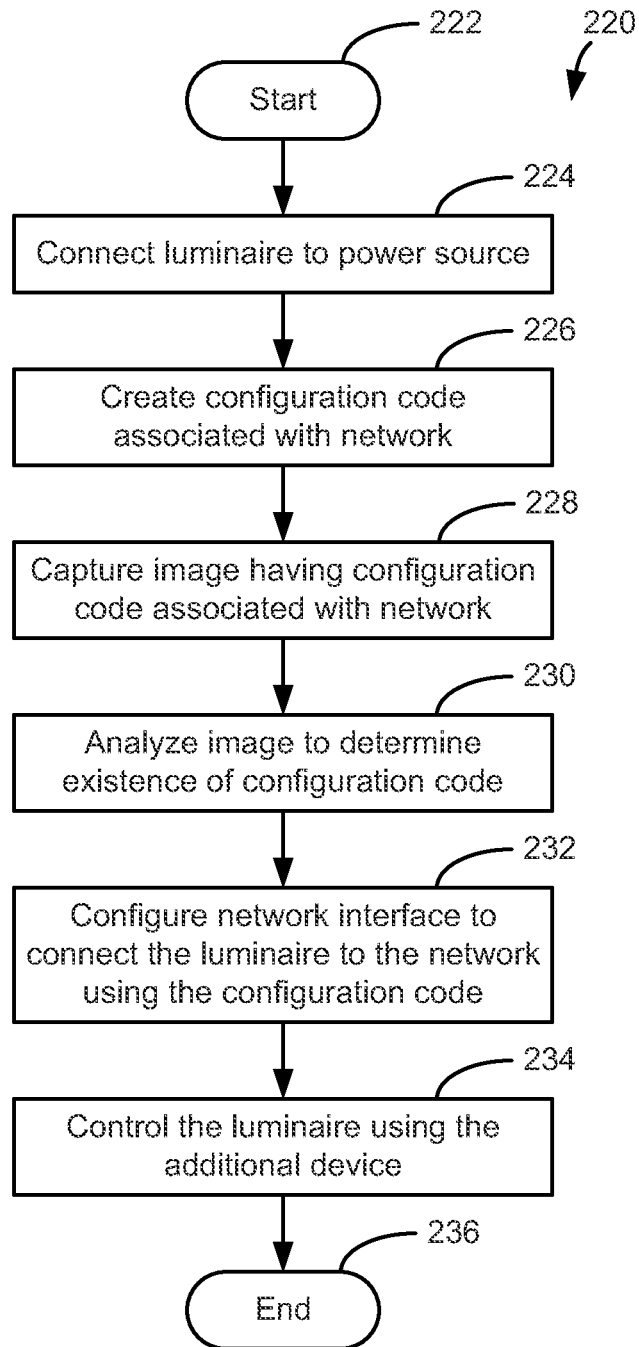 222
220
Start
224
Connect luminaire to power source
226
Create configuration code
associated with network
228
Capture image having configuration
code associated with network
230
Analyze image to determine
existence of configuration code
232
Configure network interface to
connect the luminaire to the network
using the configuration code
234
Control the luminaire using the
additional device
236
End